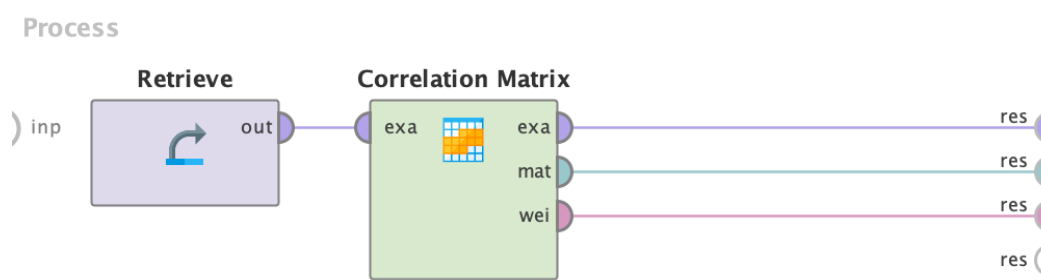 Process
Retrieve
Correlation Matrix
inp
out
exa
exa
res
mat
res
wei
res
res